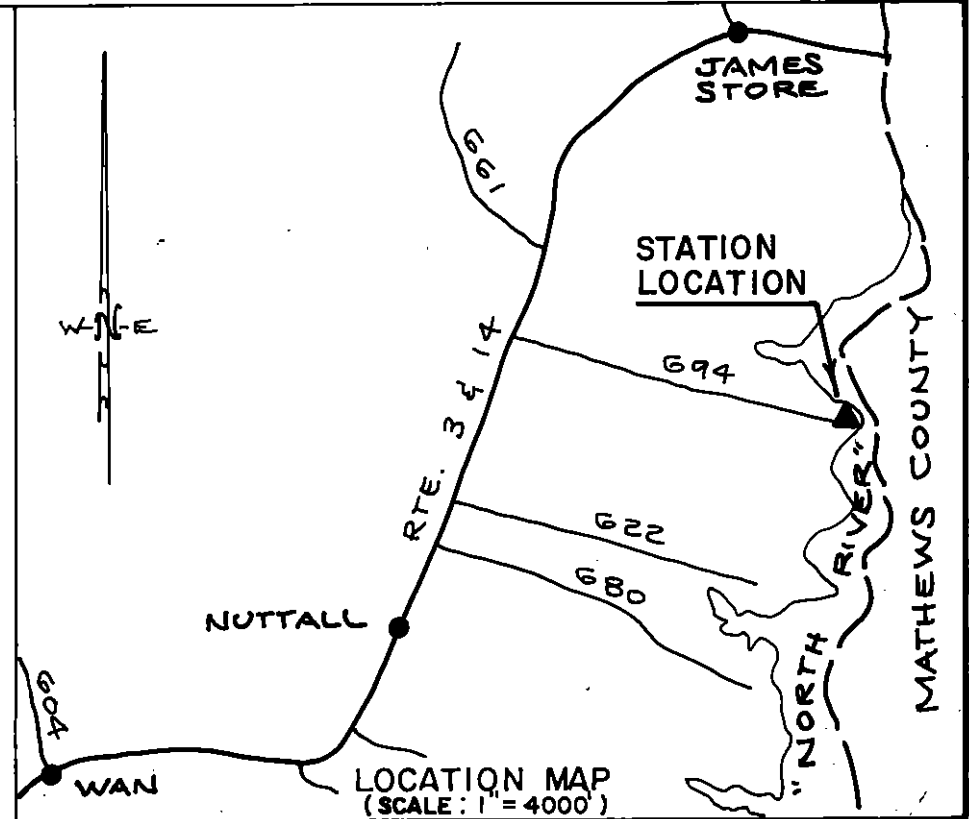 JAMES
STORE
661
STATION
LOCATION
W N E
RTE. 3 & 14
694
MATHEWS COUNTY
622
680
"NORTH RIVER"
NUTTALL
604
WAN
LOCATION MAP
(SCALE: 1" = 4000')